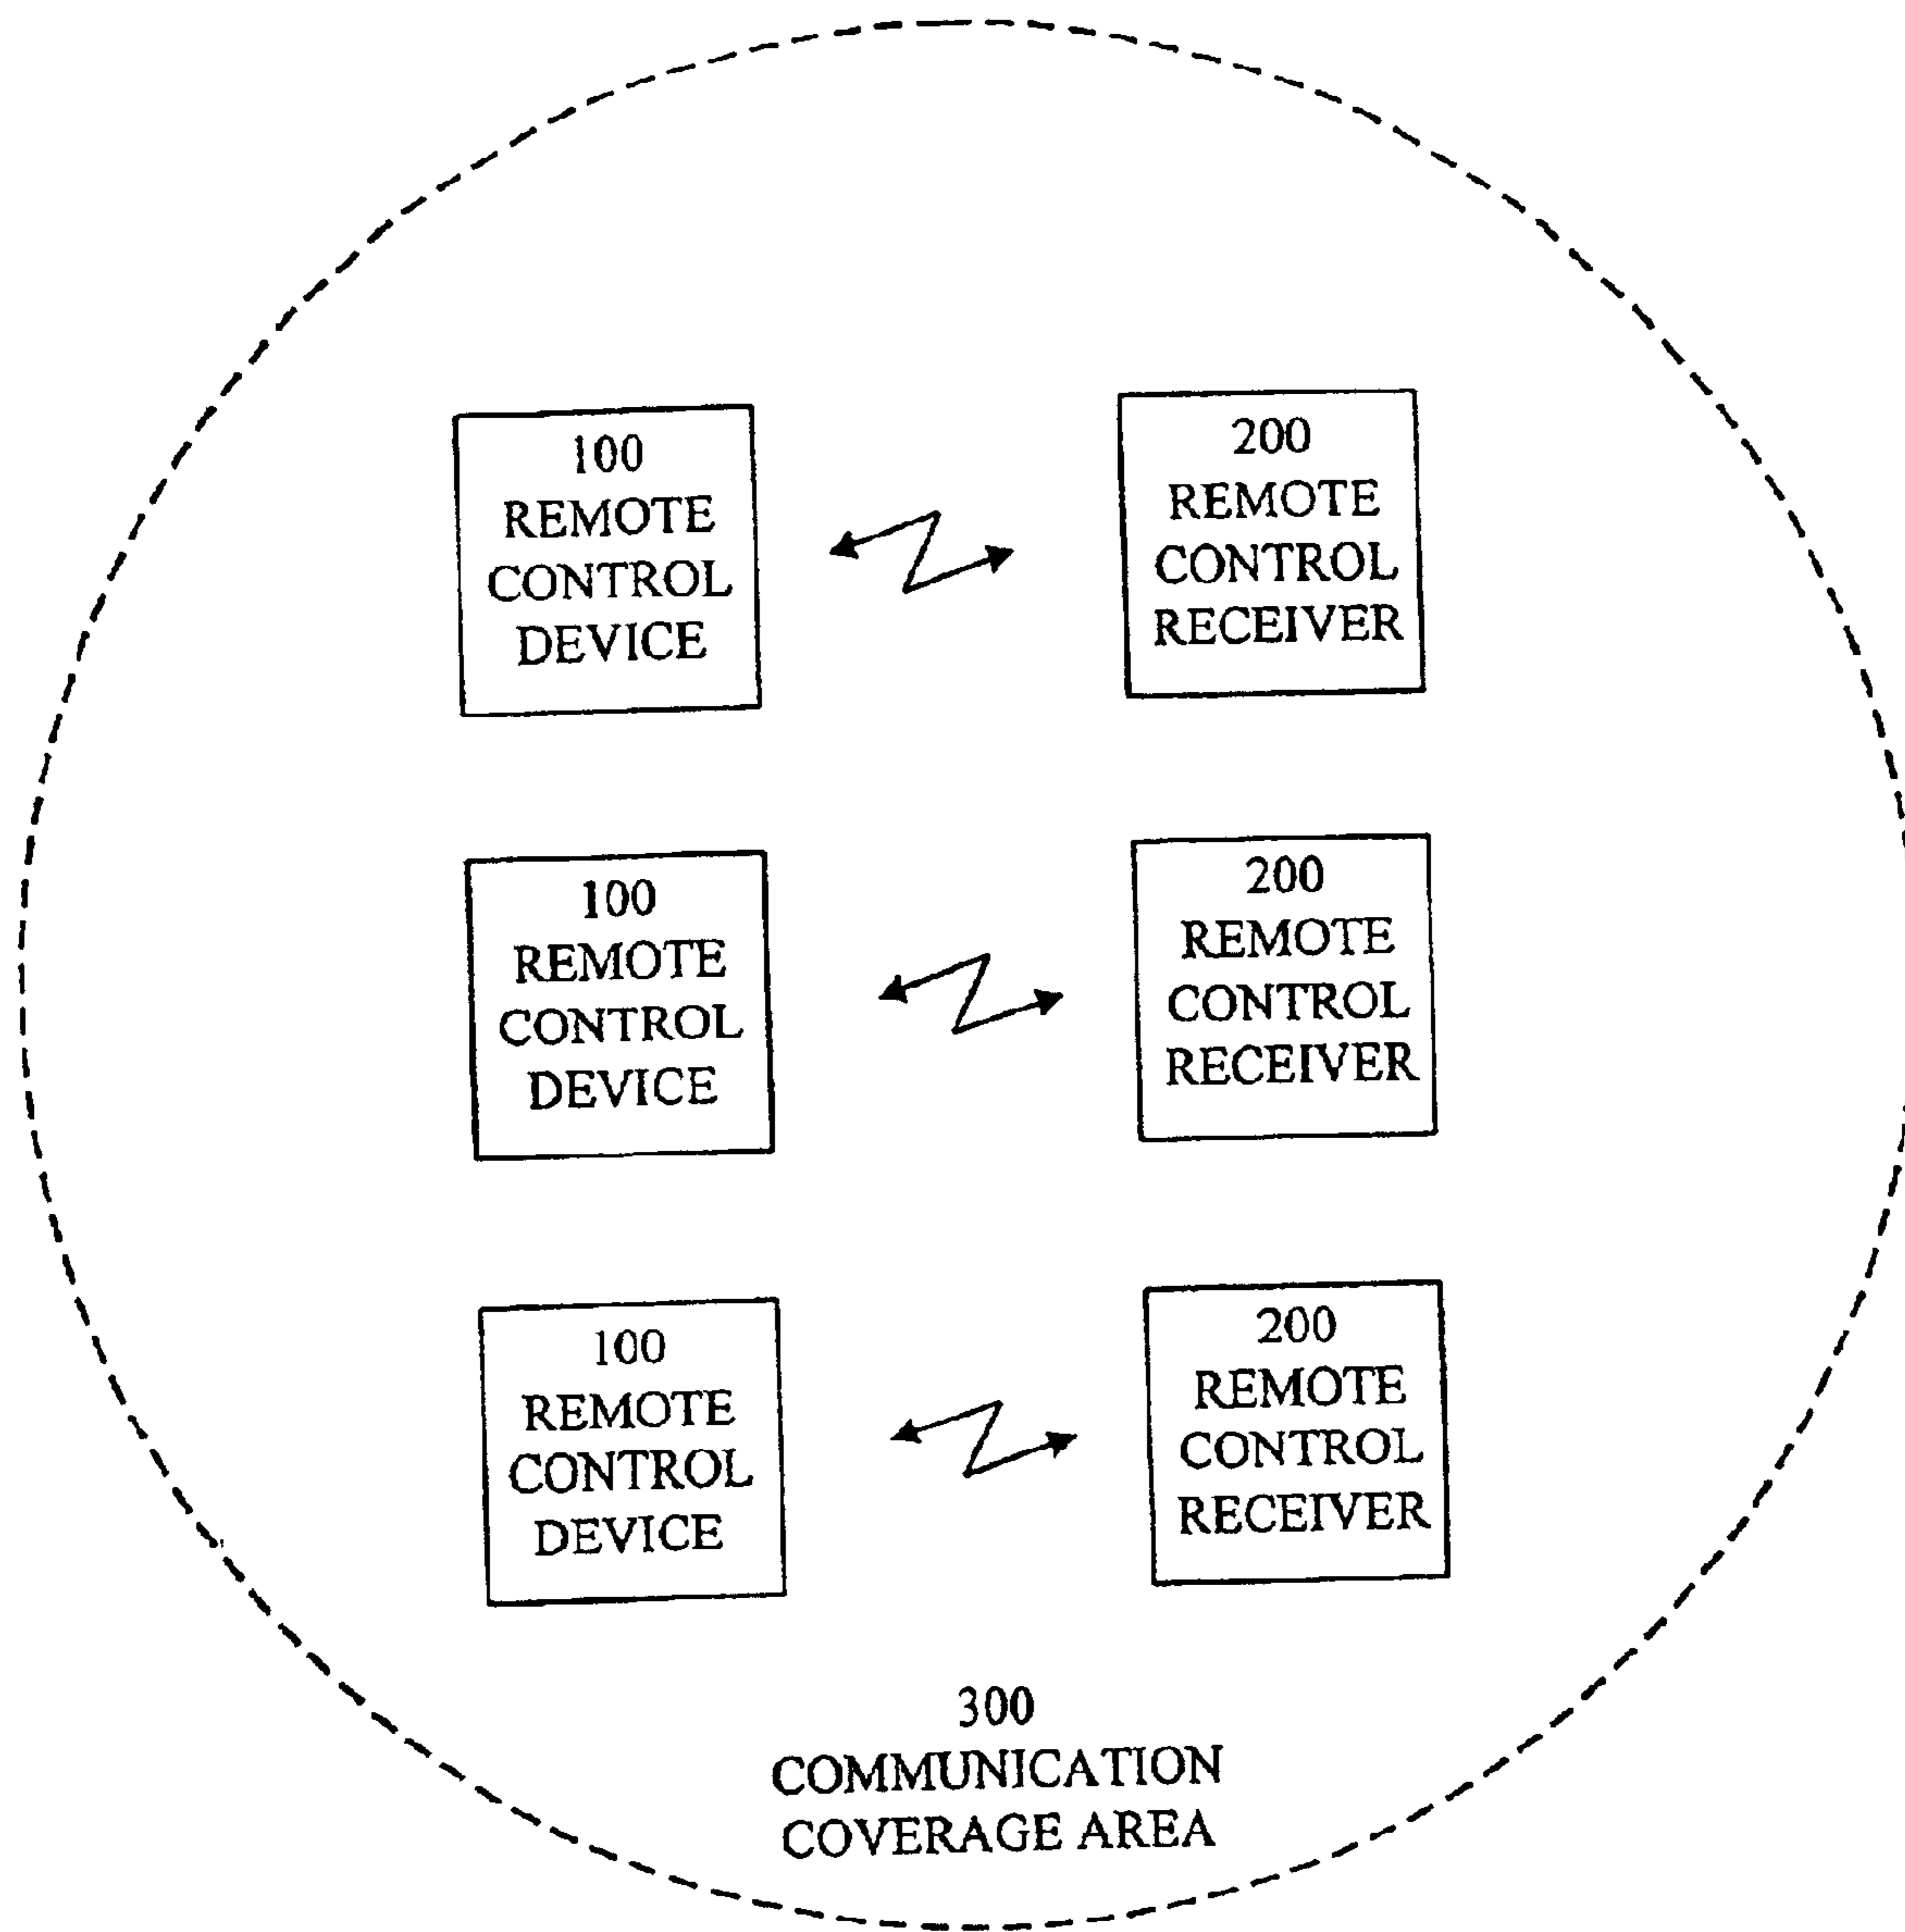 100
REMOTE
CONTROL
DEVICE
200
REMOTE
CONTROL
RECEIVER
100
REMOTE
CONTROL
DEVICE
200
REMOTE
CONTROL
RECEIVER
100
REMOTE
CONTROL
DEVICE
200
REMOTE
CONTROL
RECEIVER
300
COMMUNICATION
COVERAGE AREA